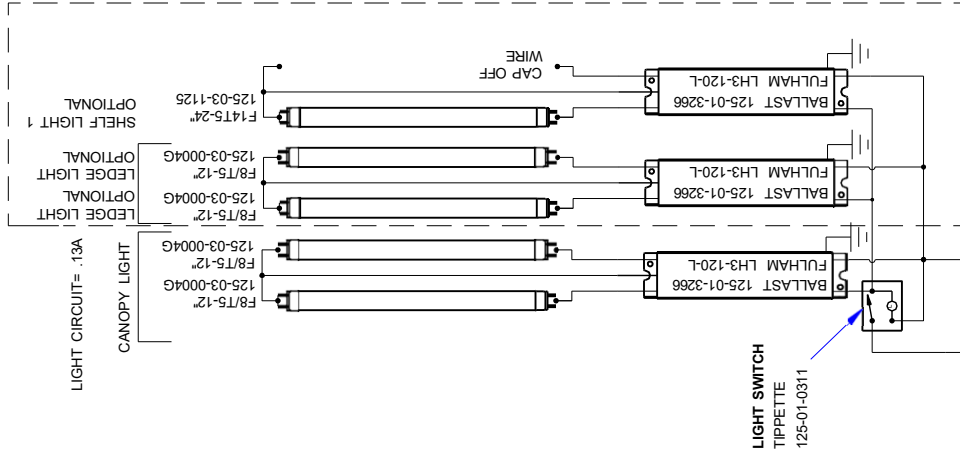 WIRE
CAP OFF
SHELF LIGHT 1
OPTIONAL
F14T5-24"
125-03-1125
BALLAST 125-01-3266
FULHAM LH3-120-L
LEDGE LIGHT
OPTIONAL
F8/T5-12"
125-03-0004G
LEDGE LIGHT
OPTIONAL
F8/T5-12"
125-03-0004G
BALLAST 125-01-3266
FULHAM LH3-120-L
LIGHT CIRCUIT= .13A
CANOPY LIGHT
F8/T5-12"
125-03-0004G
F8/T5-12"
125-03-0004G
BALLAST 125-01-3266
FULHAM LH3-120-L
LIGHT SWITCH
TIPPETTE
125-01-0311